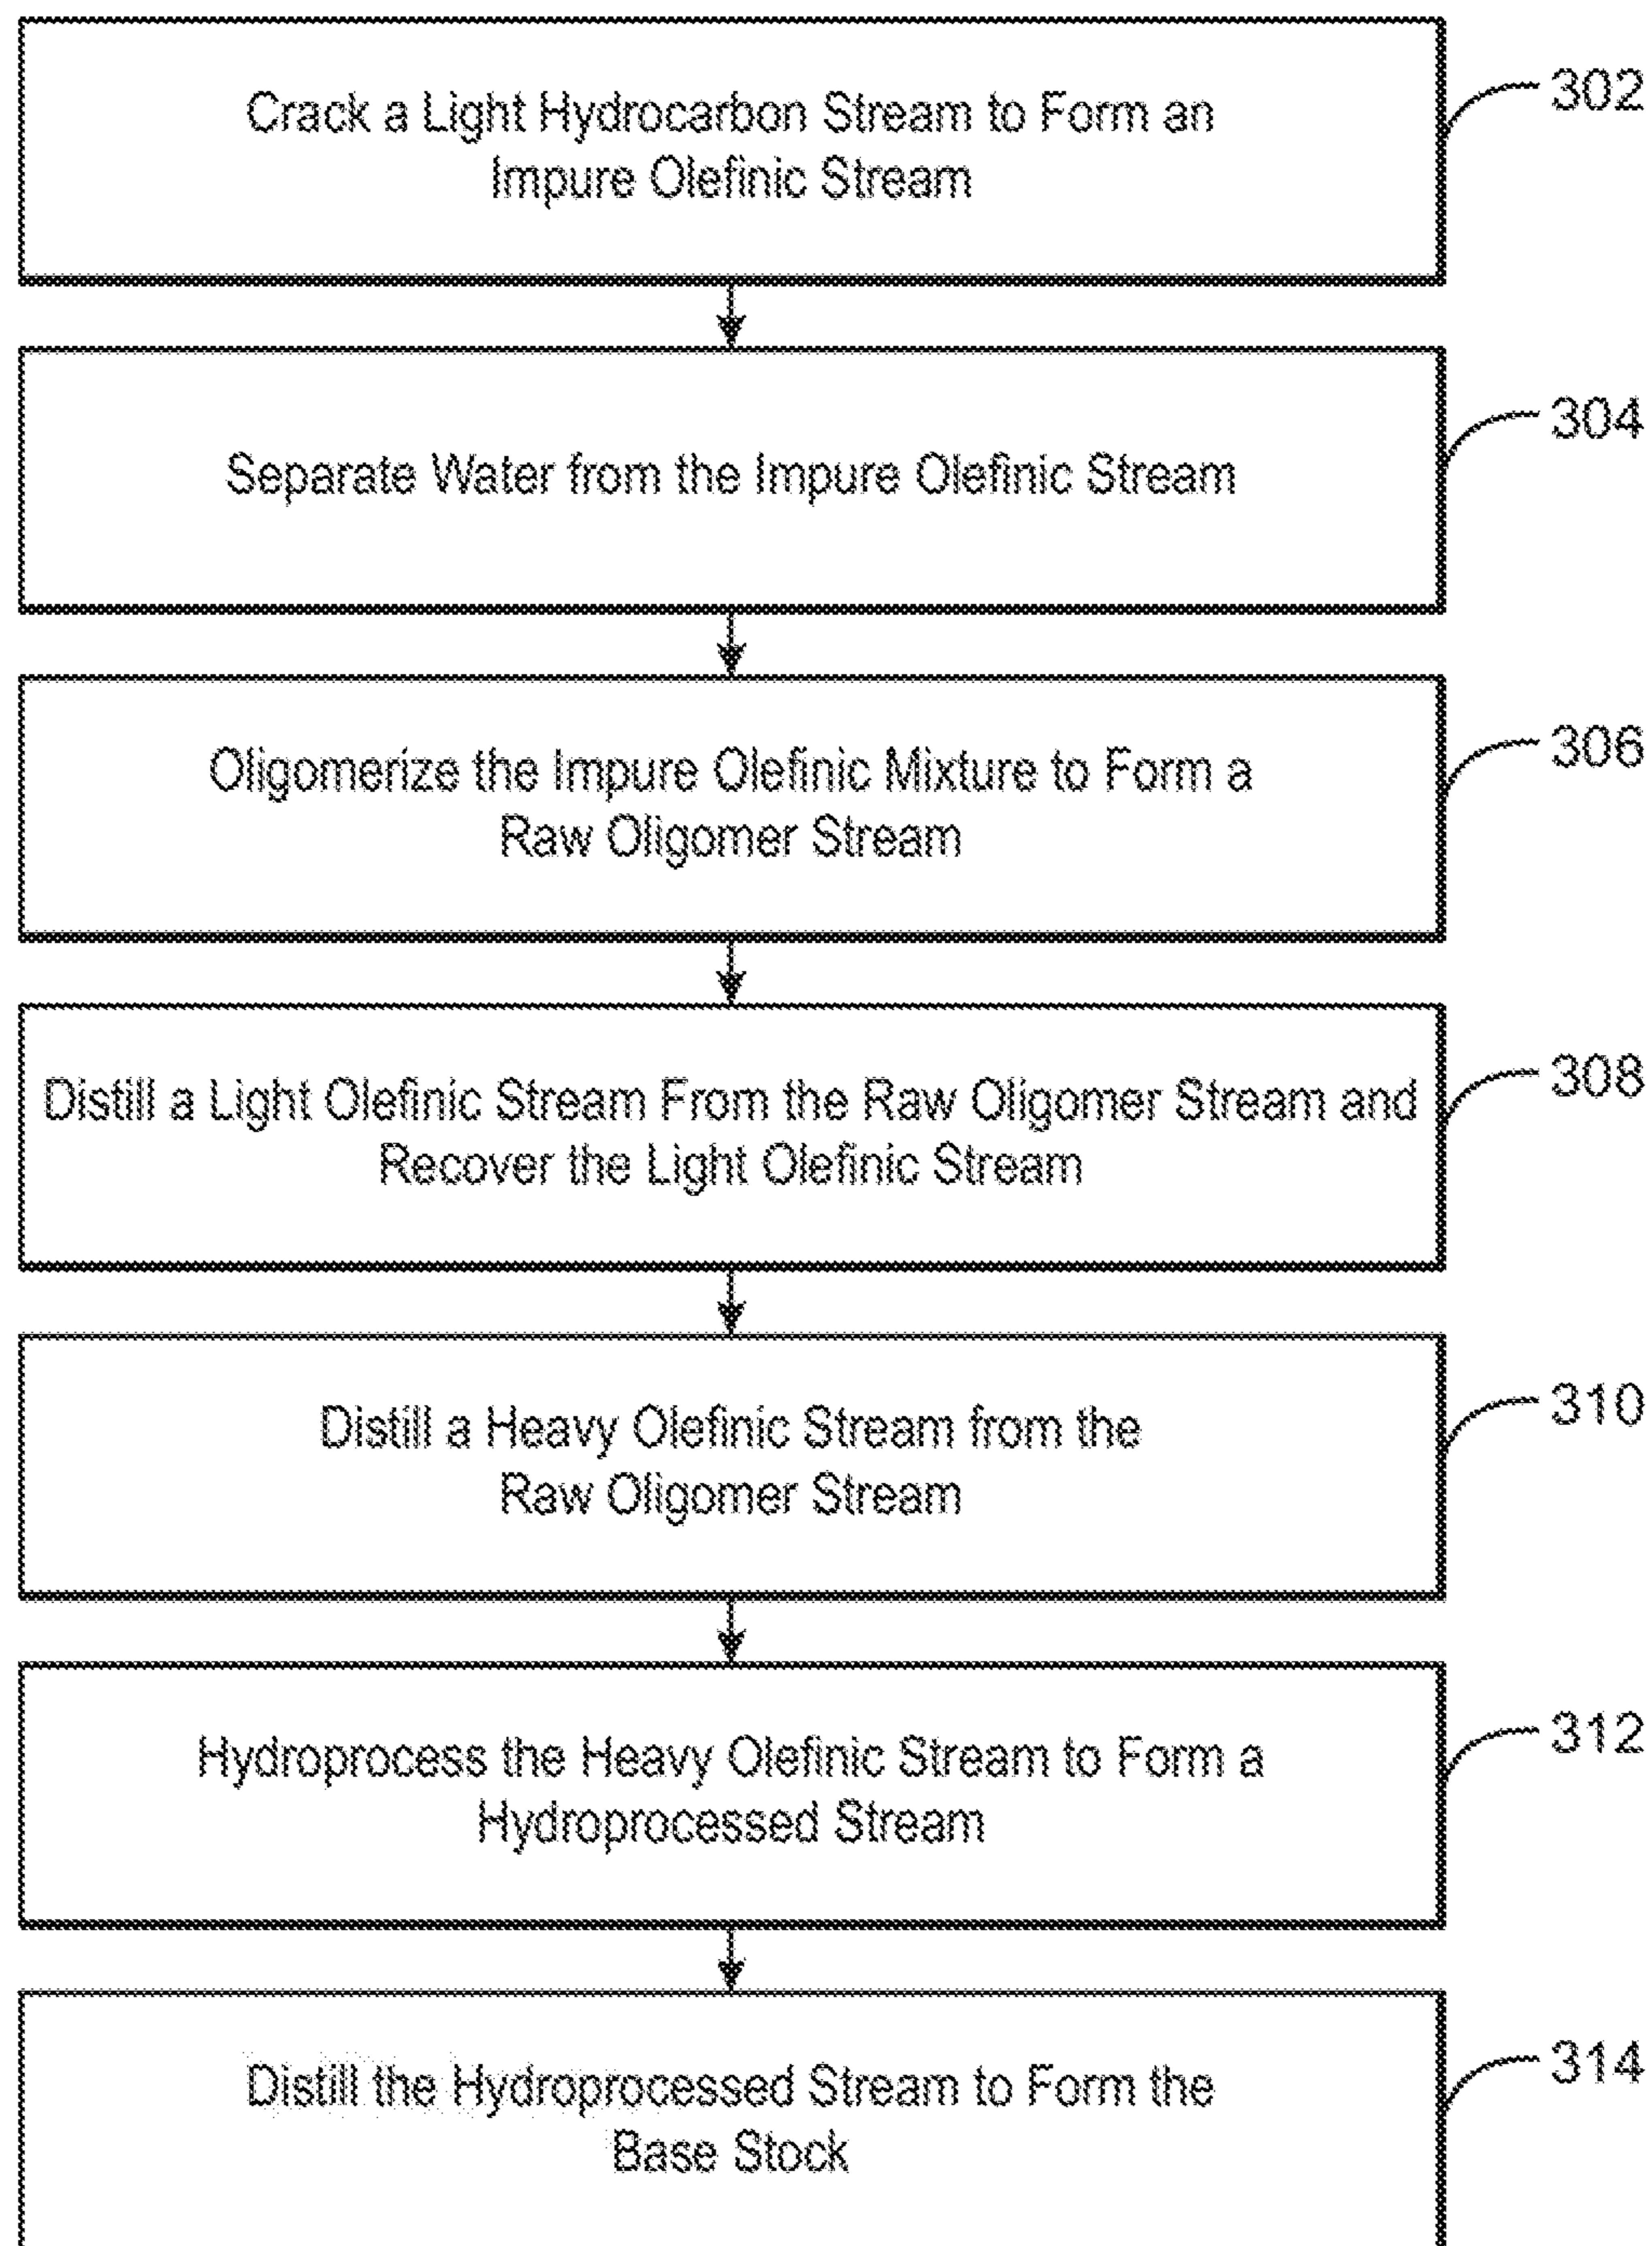 Crack a Light Hydrocarbon Stream to Form an
Impure Olefinic Stream
302
Separate Water from the Impure Olefinic Stream
304
Oligomerize the Impure Olefinic Mixture to Form a
Raw Oligomer Stream
306
Distill a Light Olefinic Stream From the Raw Oligomer Stream and
Recover the Light Olefinic Stream
308
Distill a Heavy Olefinic Stream from the
Raw Oligomer Stream
310
Hydroprocess the Heavy Olefinic Stream to Form a
Hydroprocessed Stream
312
Distill the Hydroprocessed Stream to Form the
Base Stock
314